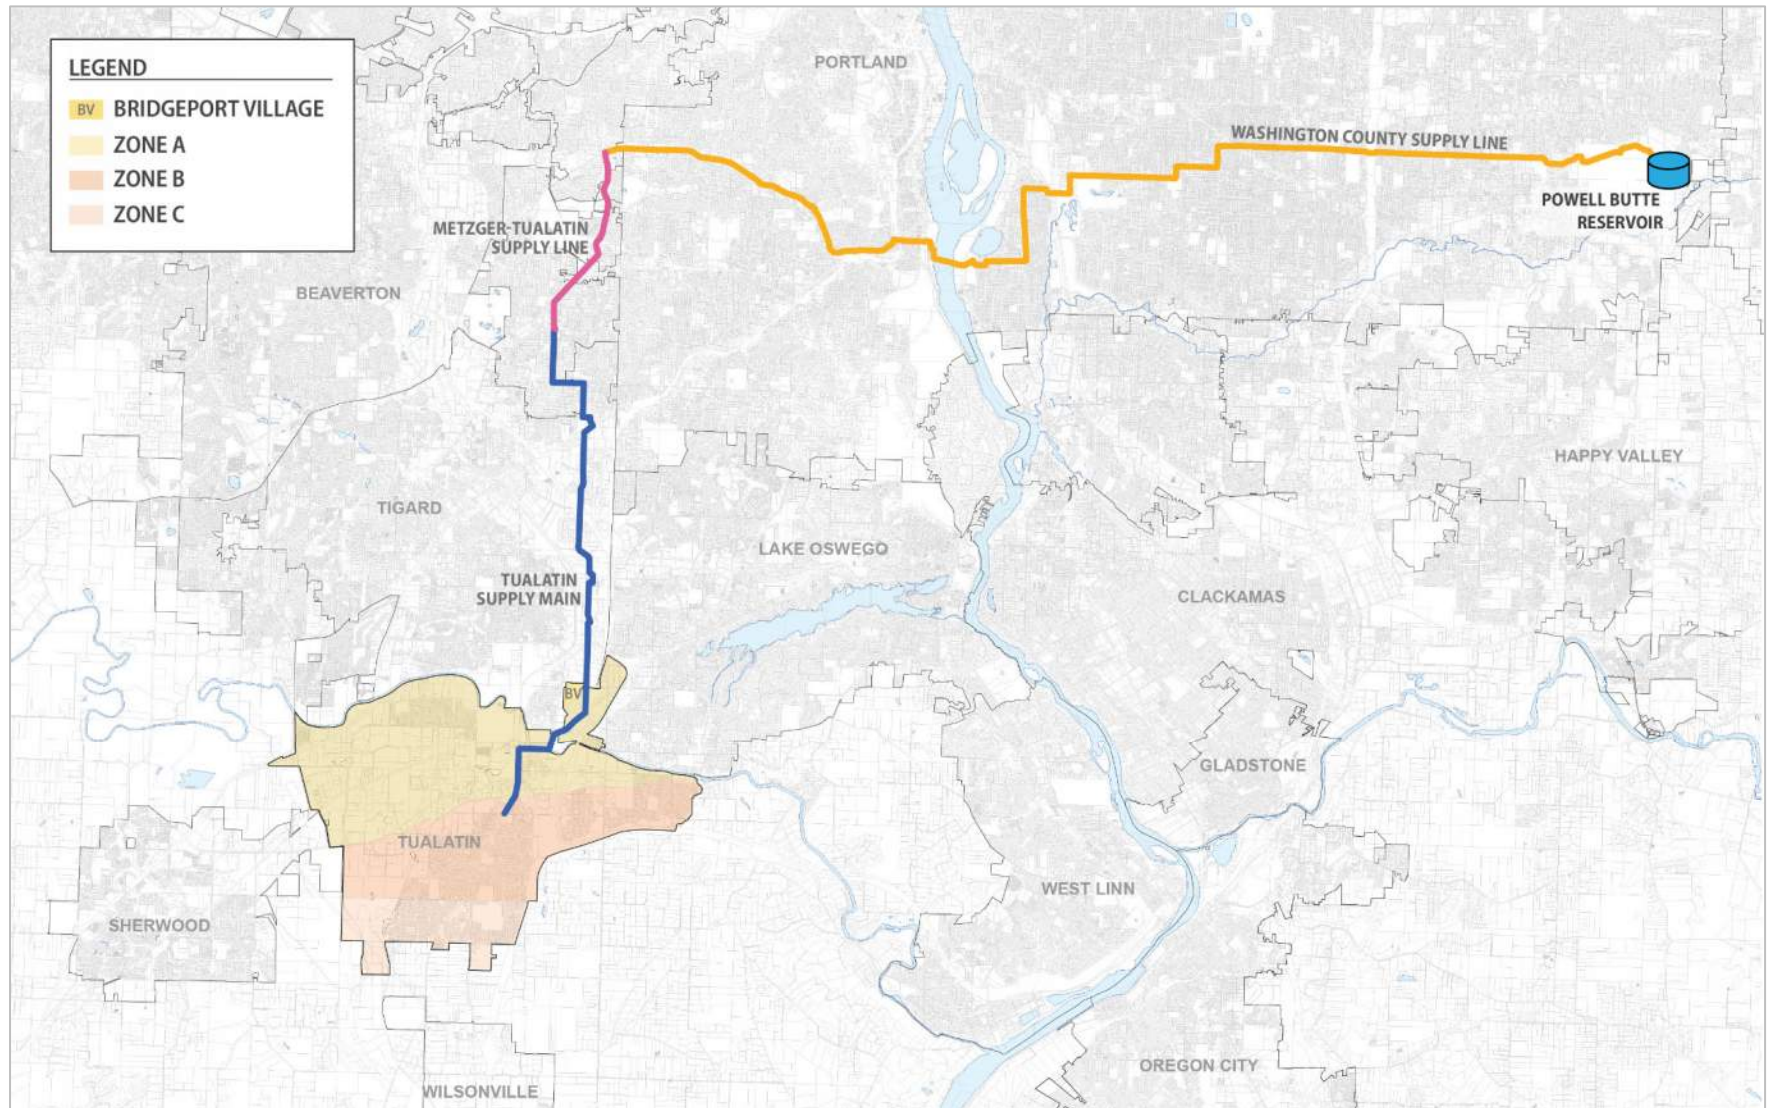 LEGEND
BV BRIDGEPORT VILLAGE
ZONE A
ZONE B
ZONE C
PORTLAND
WASHINGTON COUNTY SUPPLY LINE
POWELL BUTTE
RESERVOIR
METZGER-TUALATIN
SUPPLY LINE
BEAVERTON
HAPPY VALLEY
TIGARD
LAKE OSWEGO
TUALATIN
SUPPLY MAIN
CLACKAMAS
BV
GLADSTONE
TUALATIN
WEST LINN
SHERWOOD
OREGON CITY
WILSONVILLE